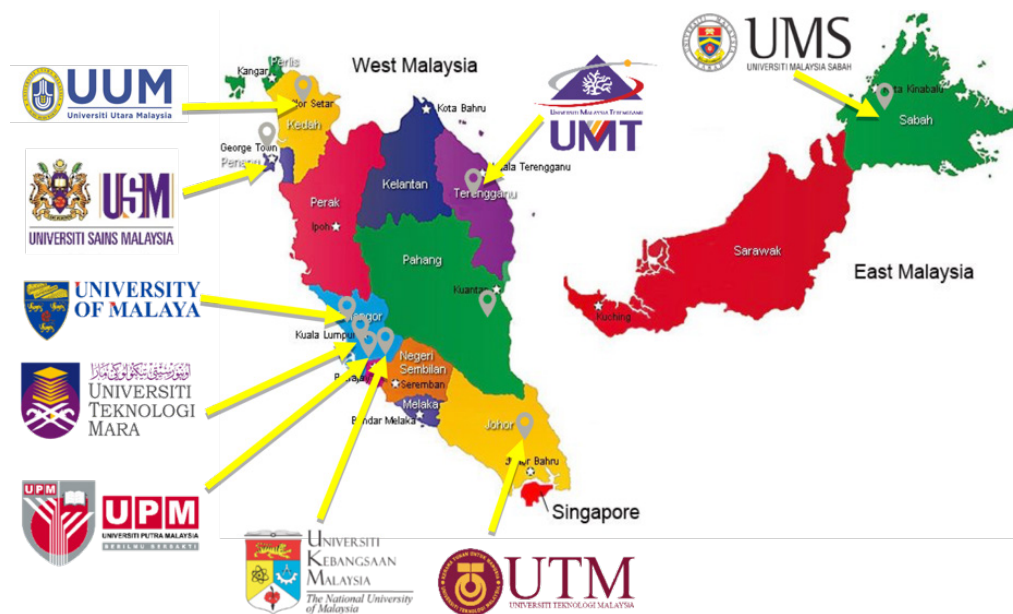 West Malaysia
UMS
UNIVERSITI MALAYSIA SABAH
UUM
Universiti Utara Malaysia
Perlis
Kangar
Kota Bahru
UNIVERSITI MALAYSIA TERENGGANU
UMT
Kota Kinabalu
Sabah
Alor Setar
Kedah
George Town
Penang
Kuala Terengganu
Terengganu
Kelantan
USM
UNIVERSITI SAINS MALAYSIA
Perak
Ipoh
Pahang
Sarawak
East Malaysia
Kuantan
Kuching
UNIVERSITY
OF MALAYA
Selangor
Kuala Lumpur
Negeri
Sembilan
Seremban
Melaka
Bandar Melaka
UNIVERSITI
TEKNOLOGI
MARA
Johor
Johor Bahru
Singapore
UPM
UPM
UNIVERSITI PUTRA MALAYSIA
BERILMU BERBAKTI
UNIVERSITI
KEBANGSAAN
MALAYSIA
The National University
of Malaysia
UTM
UNIVERSITI TEKNOLOGI MALAYSIA